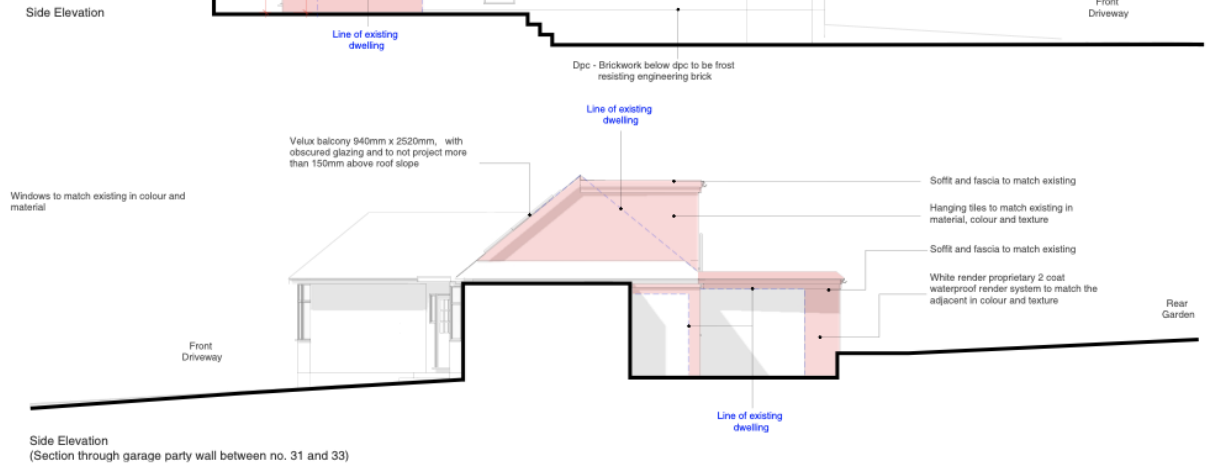 Side Elevation
Front
Driveway
Line of existing
dwelling
Dpc - Brickwork below dpc to be frost
resisting engineering brick
Line of existing
dwelling
Velux balcony 940mm x 2520mm, with
obscured glazing and to not project more
than 150mm above roof slope
Windows to match existing in colour and
material
Soffit and fascia to match existing
Hanging tiles to match existing in
material, colour and texture
Soffit and fascia to match existing
White render proprietary 2 coat
waterproof render system to match the
adjacent in colour and texture
Rear
Garden
Front
Driveway
Line of existing
dwelling
Side Elevation
(Section through garage party wall between no. 31 and 33)